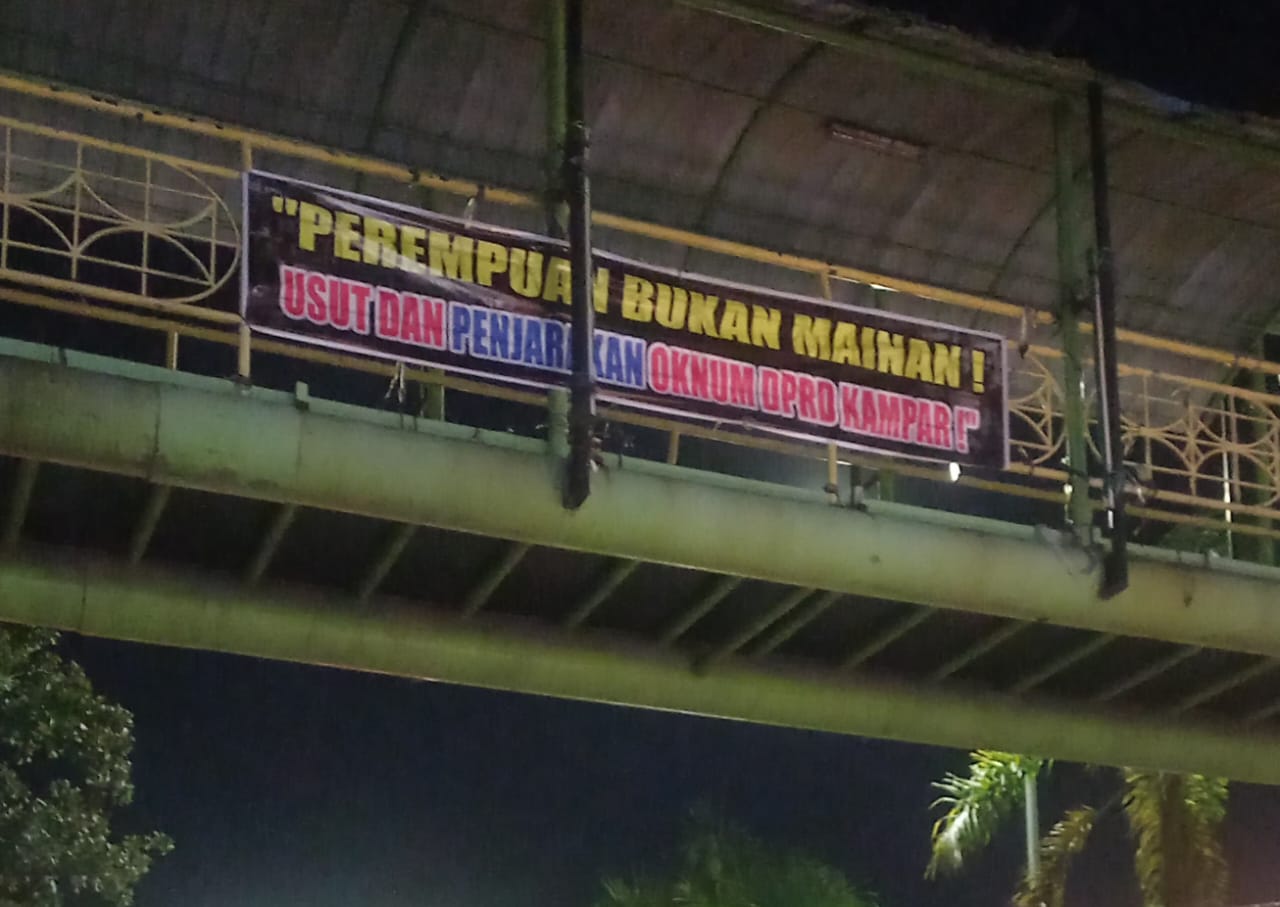 "PEREMPUAN BUKAN MAINAN !
USUT DAN PENJARAKAN OKNUM DPRD KAMPAR !"